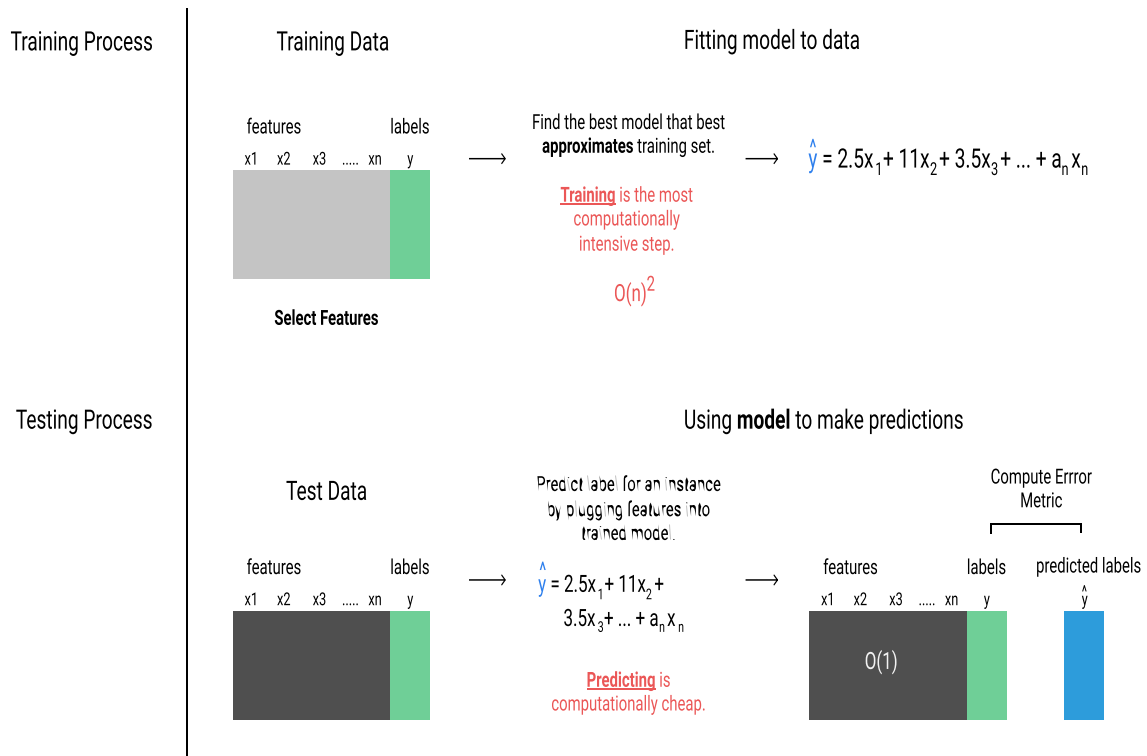 Training Process
Training Data
Fitting model to data
features labels
x1 x2 x3 ..... xn y
Find the best model that best
approximates training set.
Training is the most
computationally
intensive step.
O(n)²
ŷ = 2.5x₁+ 11x₂+ 3.5x₃+ ... + aₙxₙ
Select Features
Testing Process
Using model to make predictions
Test Data
features labels
x1 x2 x3 ..... xn y
Predict label for an instance
by plugging features into
trained model.
ŷ = 2.5x₁+ 11x₂+
3.5x₃+ ... + aₙxₙ
Predicting is
computationally cheap.
Compute Errror
Metric
features labels predicted labels
x1 x2 x3 ..... xn y ŷ
O(1)